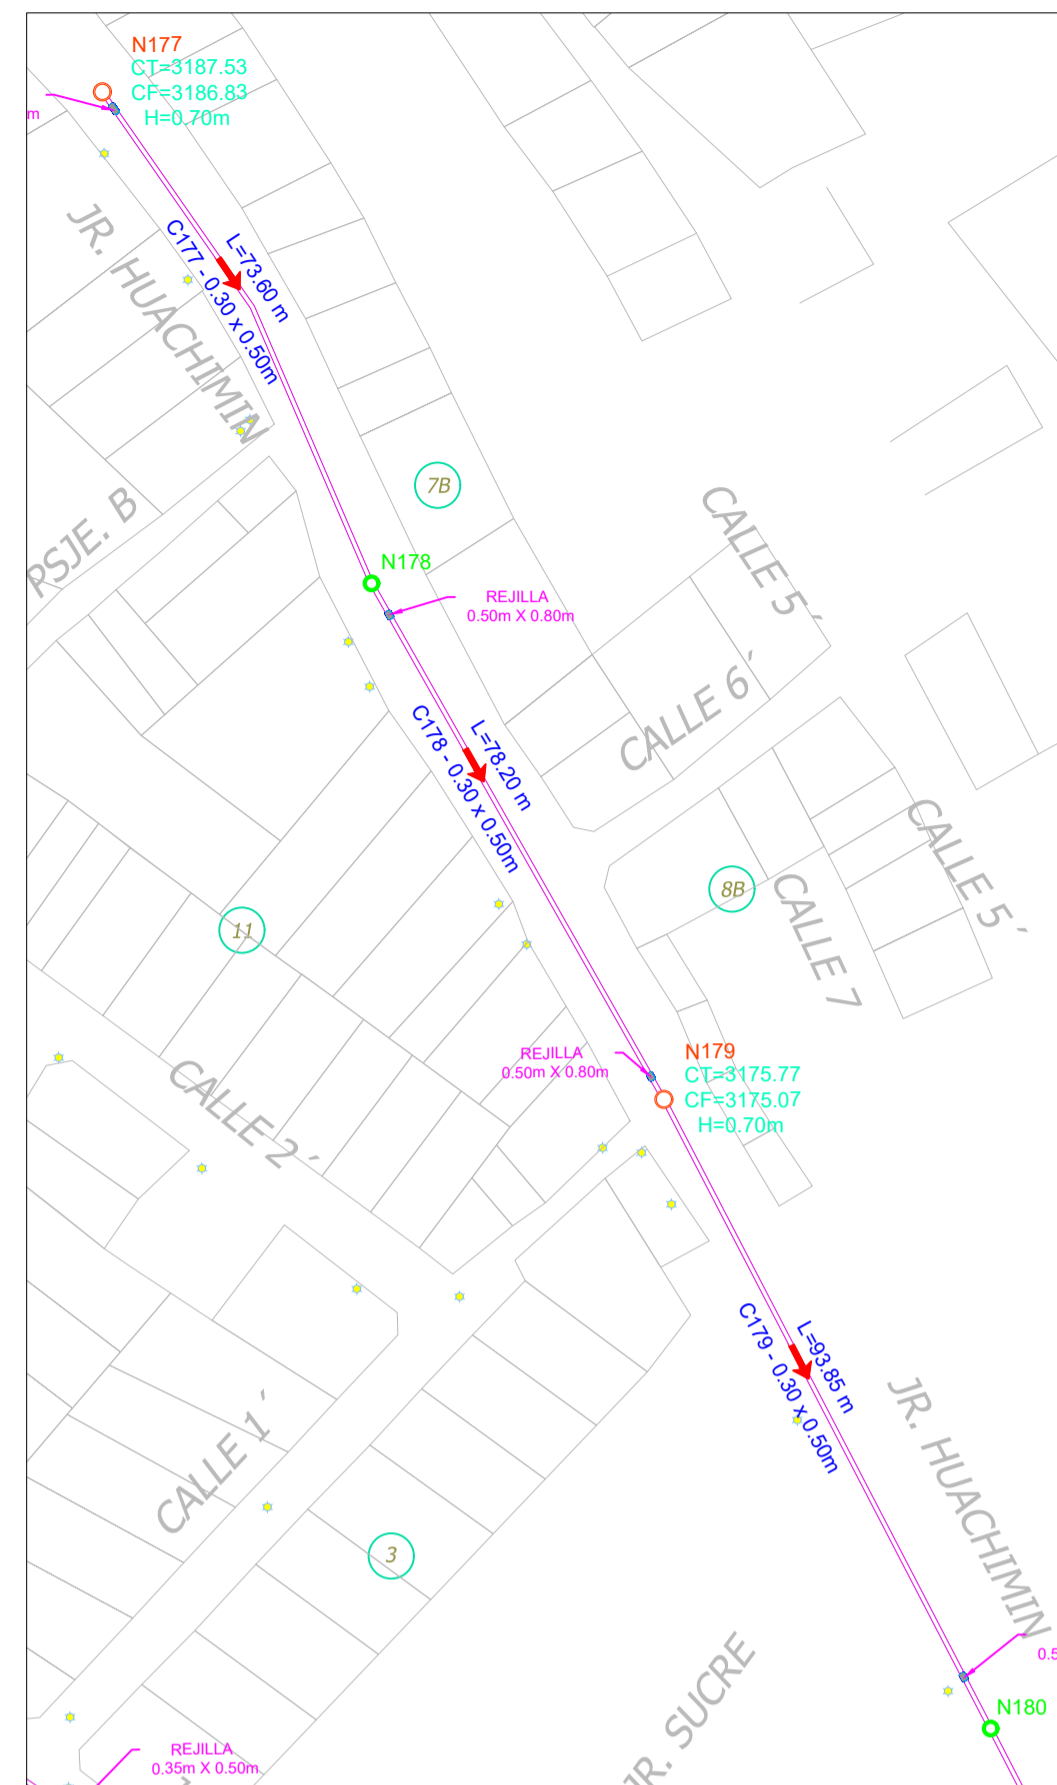 N177
CT=3187.53
CF=3186.83
H=0.70m
m
JR. HUACHIMIN
L=73.60 m
C177 - 0.30 x 0.50m
7B
PSJE. B
N178
REJILLA
0.50m X 0.80m
CALLE 5´
CALLE 6´
L=78.20 m
C178 - 0.30 x 0.50m
CALLE 5´
8B
CALLE 7
11
REJILLA
0.50m X 0.80m
N179
CT=3175.77
CF=3175.07
H=0.70m
CALLE 2´
L=93.85 m
C179 - 0.30 x 0.50m
CALLE 1´
JR. HUACHIMIN
3
JR. SUCRE
0.5
N180
REJILLA
0.35m X 0.50m